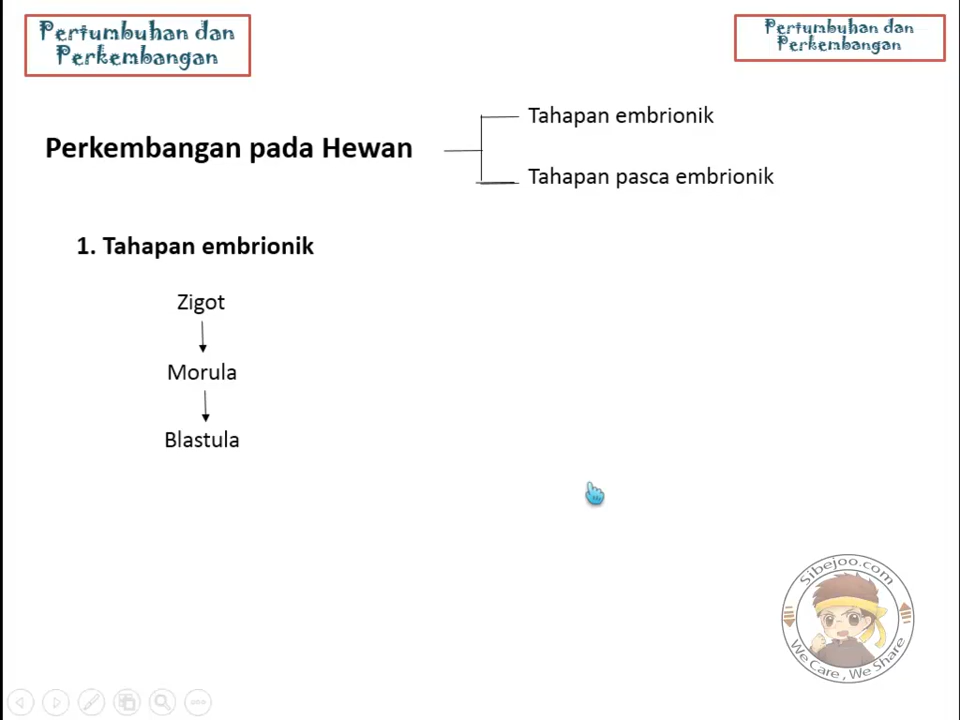 Pertumbuhan dan
Perkembangan
Pertumbuhan dan
Perkembangan
Perkembangan pada Hewan
Tahapan embrionik
Tahapan pasca embrionik
1. Tahapan embrionik
Zigot
Morula
Blastula
Sibejoo.com
We Care , We Share